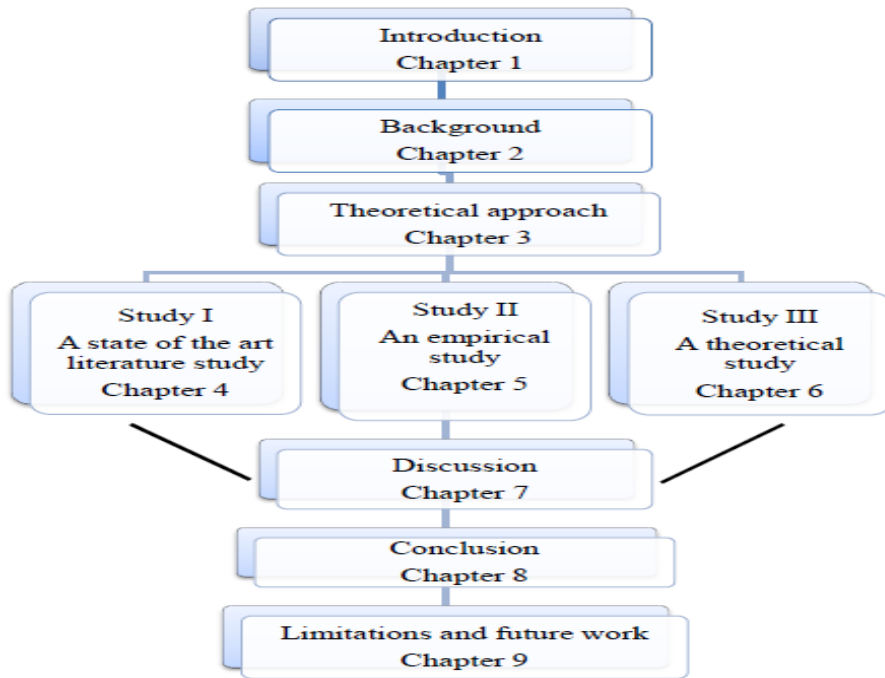 Introduction
Chapter 1
Background
Chapter 2
Theoretical approach
Chapter 3
Study I
A state of the art
literature study
Chapter 4
Study II
An empirical
study
Chapter 5
Study III
A theoretical
study
Chapter 6
Discussion
Chapter 7
Conclusion
Chapter 8
Limitations and future work
Chapter 9